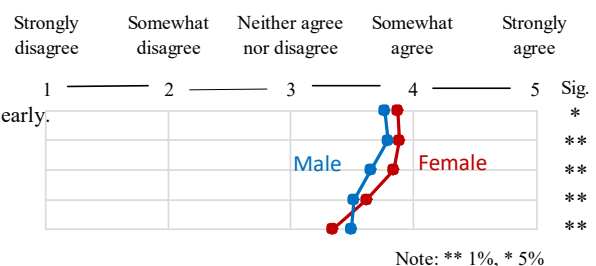 Strongly disagree
Somewhat disagree
Neither agree nor disagree
Somewhat agree
Strongly agree
1 2 3 4 5 Sig.
early.
*
**
Male Female
**
**
**
Note: ** 1%, * 5%